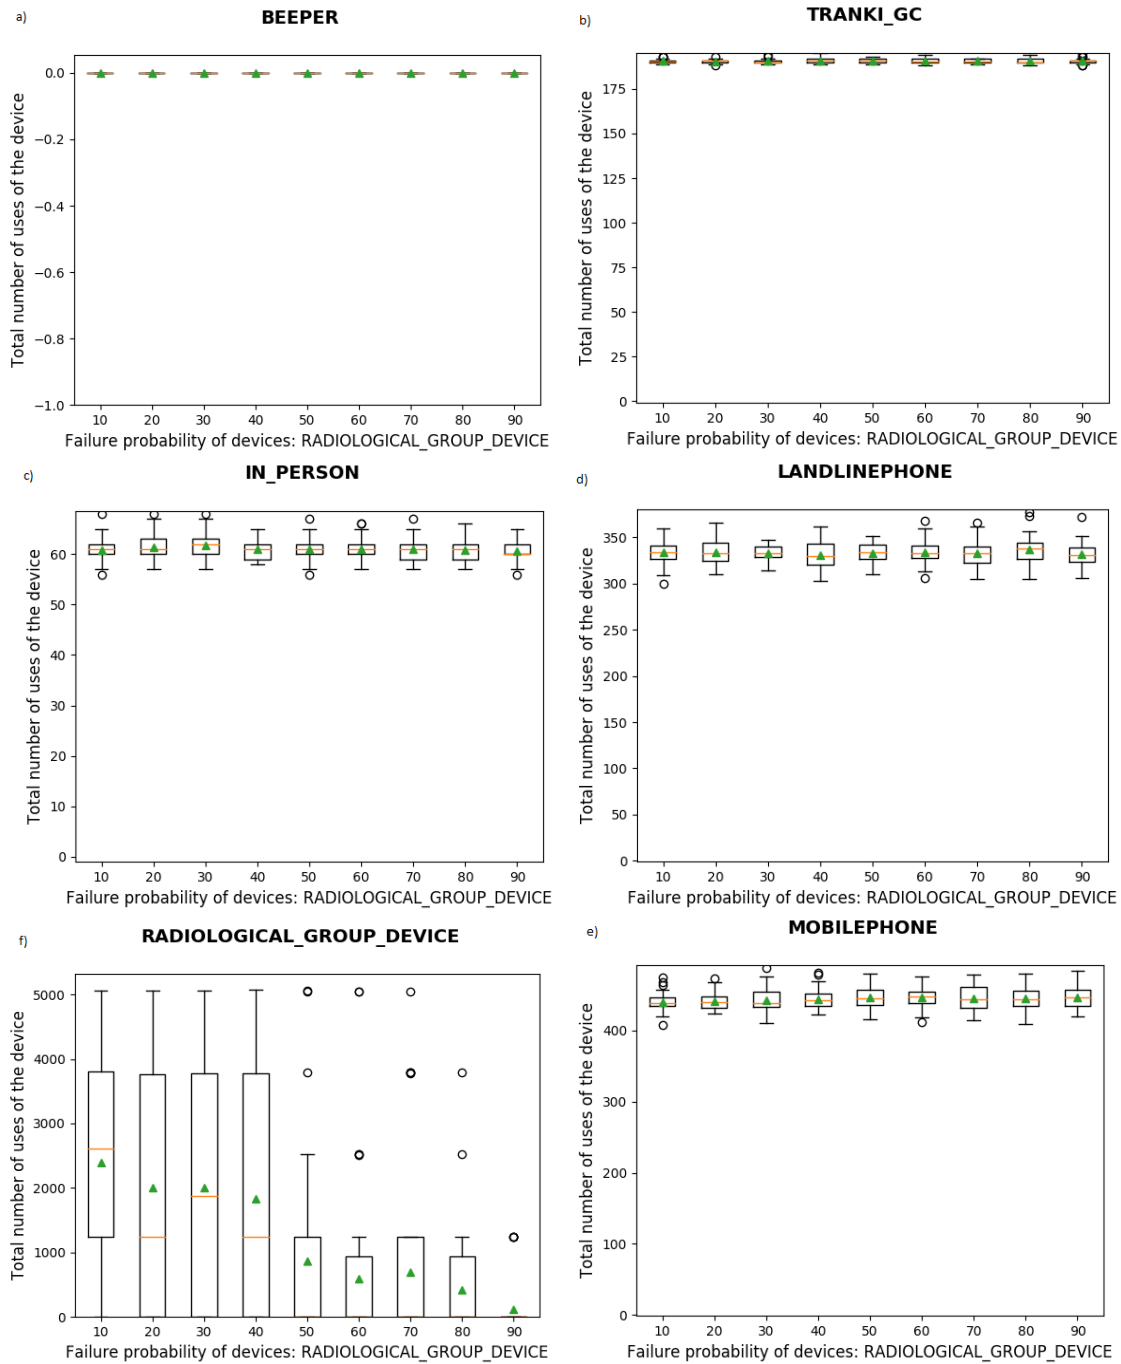 a)
BEEPER
0.0
−0.2
−0.4
−0.6
−0.8
−1.0
Total number of uses of the device
10 20 30 40 50 60 70 80 90
Failure probability of devices: RADIOLOGICAL_GROUP_DEVICE
b)
TRANKI_GC
175
150
125
100
75
50
25
0
Total number of uses of the device
10 20 30 40 50 60 70 80 90
Failure probability of devices: RADIOLOGICAL_GROUP_DEVICE
c)
IN_PERSON
60
50
40
30
20
10
0
Total number of uses of the device
10 20 30 40 50 60 70 80 90
Failure probability of devices: RADIOLOGICAL_GROUP_DEVICE
d)
LANDLINEPHONE
350
300
250
200
150
100
50
0
Total number of uses of the device
10 20 30 40 50 60 70 80 90
Failure probability of devices: RADIOLOGICAL_GROUP_DEVICE
f)
RADIOLOGICAL_GROUP_DEVICE
5000
4000
3000
2000
1000
0
Total number of uses of the device
10 20 30 40 50 60 70 80 90
Failure probability of devices: RADIOLOGICAL_GROUP_DEVICE
e)
MOBILEPHONE
400
300
200
100
0
Total number of uses of the device
10 20 30 40 50 60 70 80 90
Failure probability of devices: RADIOLOGICAL_GROUP_DEVICE